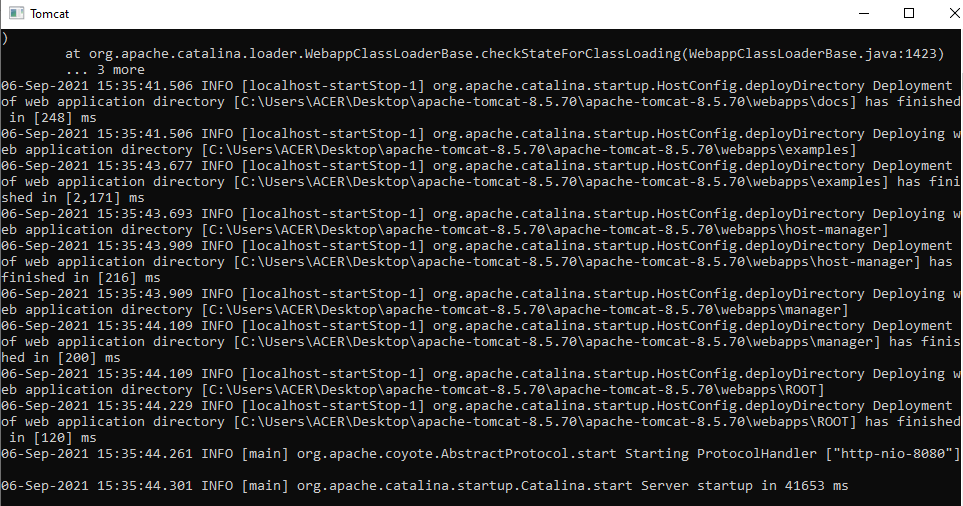 Tomcat
)
at org.apache.catalina.loader.WebappClassLoaderBase.checkStateForClassLoading(WebappClassLoaderBase.java:1423)
... 3 more
06-Sep-2021 15:35:41.506 INFO [localhost-startStop-1] org.apache.catalina.startup.HostConfig.deployDirectory Deployment
of web application directory [C:\Users\ACER\Desktop\apache-tomcat-8.5.70\apache-tomcat-8.5.70\webapps\docs] has finished
in [248] ms
06-Sep-2021 15:35:41.506 INFO [localhost-startStop-1] org.apache.catalina.startup.HostConfig.deployDirectory Deploying w
eb application directory [C:\Users\ACER\Desktop\apache-tomcat-8.5.70\apache-tomcat-8.5.70\webapps\examples]
06-Sep-2021 15:35:43.677 INFO [localhost-startStop-1] org.apache.catalina.startup.HostConfig.deployDirectory Deployment
of web application directory [C:\Users\ACER\Desktop\apache-tomcat-8.5.70\apache-tomcat-8.5.70\webapps\examples] has fini
shed in [2,171] ms
06-Sep-2021 15:35:43.693 INFO [localhost-startStop-1] org.apache.catalina.startup.HostConfig.deployDirectory Deploying w
eb application directory [C:\Users\ACER\Desktop\apache-tomcat-8.5.70\apache-tomcat-8.5.70\webapps\host-manager]
06-Sep-2021 15:35:43.909 INFO [localhost-startStop-1] org.apache.catalina.startup.HostConfig.deployDirectory Deployment
of web application directory [C:\Users\ACER\Desktop\apache-tomcat-8.5.70\apache-tomcat-8.5.70\webapps\host-manager] has
finished in [216] ms
06-Sep-2021 15:35:43.909 INFO [localhost-startStop-1] org.apache.catalina.startup.HostConfig.deployDirectory Deploying w
eb application directory [C:\Users\ACER\Desktop\apache-tomcat-8.5.70\apache-tomcat-8.5.70\webapps\manager]
06-Sep-2021 15:35:44.109 INFO [localhost-startStop-1] org.apache.catalina.startup.HostConfig.deployDirectory Deployment
of web application directory [C:\Users\ACER\Desktop\apache-tomcat-8.5.70\apache-tomcat-8.5.70\webapps\manager] has finis
hed in [200] ms
06-Sep-2021 15:35:44.109 INFO [localhost-startStop-1] org.apache.catalina.startup.HostConfig.deployDirectory Deploying w
eb application directory [C:\Users\ACER\Desktop\apache-tomcat-8.5.70\apache-tomcat-8.5.70\webapps\ROOT]
06-Sep-2021 15:35:44.229 INFO [localhost-startStop-1] org.apache.catalina.startup.HostConfig.deployDirectory Deployment
of web application directory [C:\Users\ACER\Desktop\apache-tomcat-8.5.70\apache-tomcat-8.5.70\webapps\ROOT] has finished
in [120] ms
06-Sep-2021 15:35:44.261 INFO [main] org.apache.coyote.AbstractProtocol.start Starting ProtocolHandler ["http-nio-8080"]
06-Sep-2021 15:35:44.301 INFO [main] org.apache.catalina.startup.Catalina.start Server startup in 41653 ms